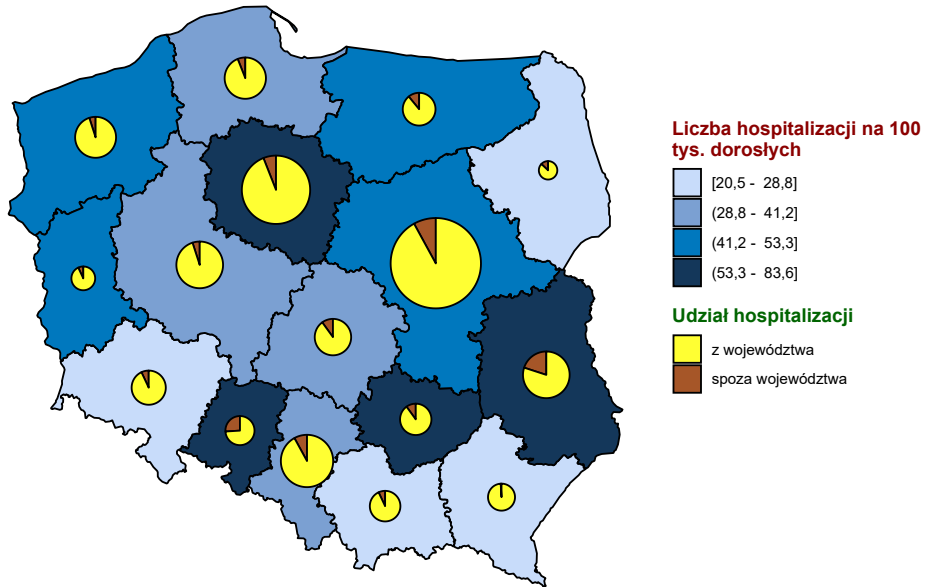 Liczba hospitalizacji na 100
tys. dorosłych
[20,5 - 28,8]
(28,8 - 41,2]
(41,2 - 53,3]
(53,3 - 83,6]
Udział hospitalizacji
z województwa
spoza województwa